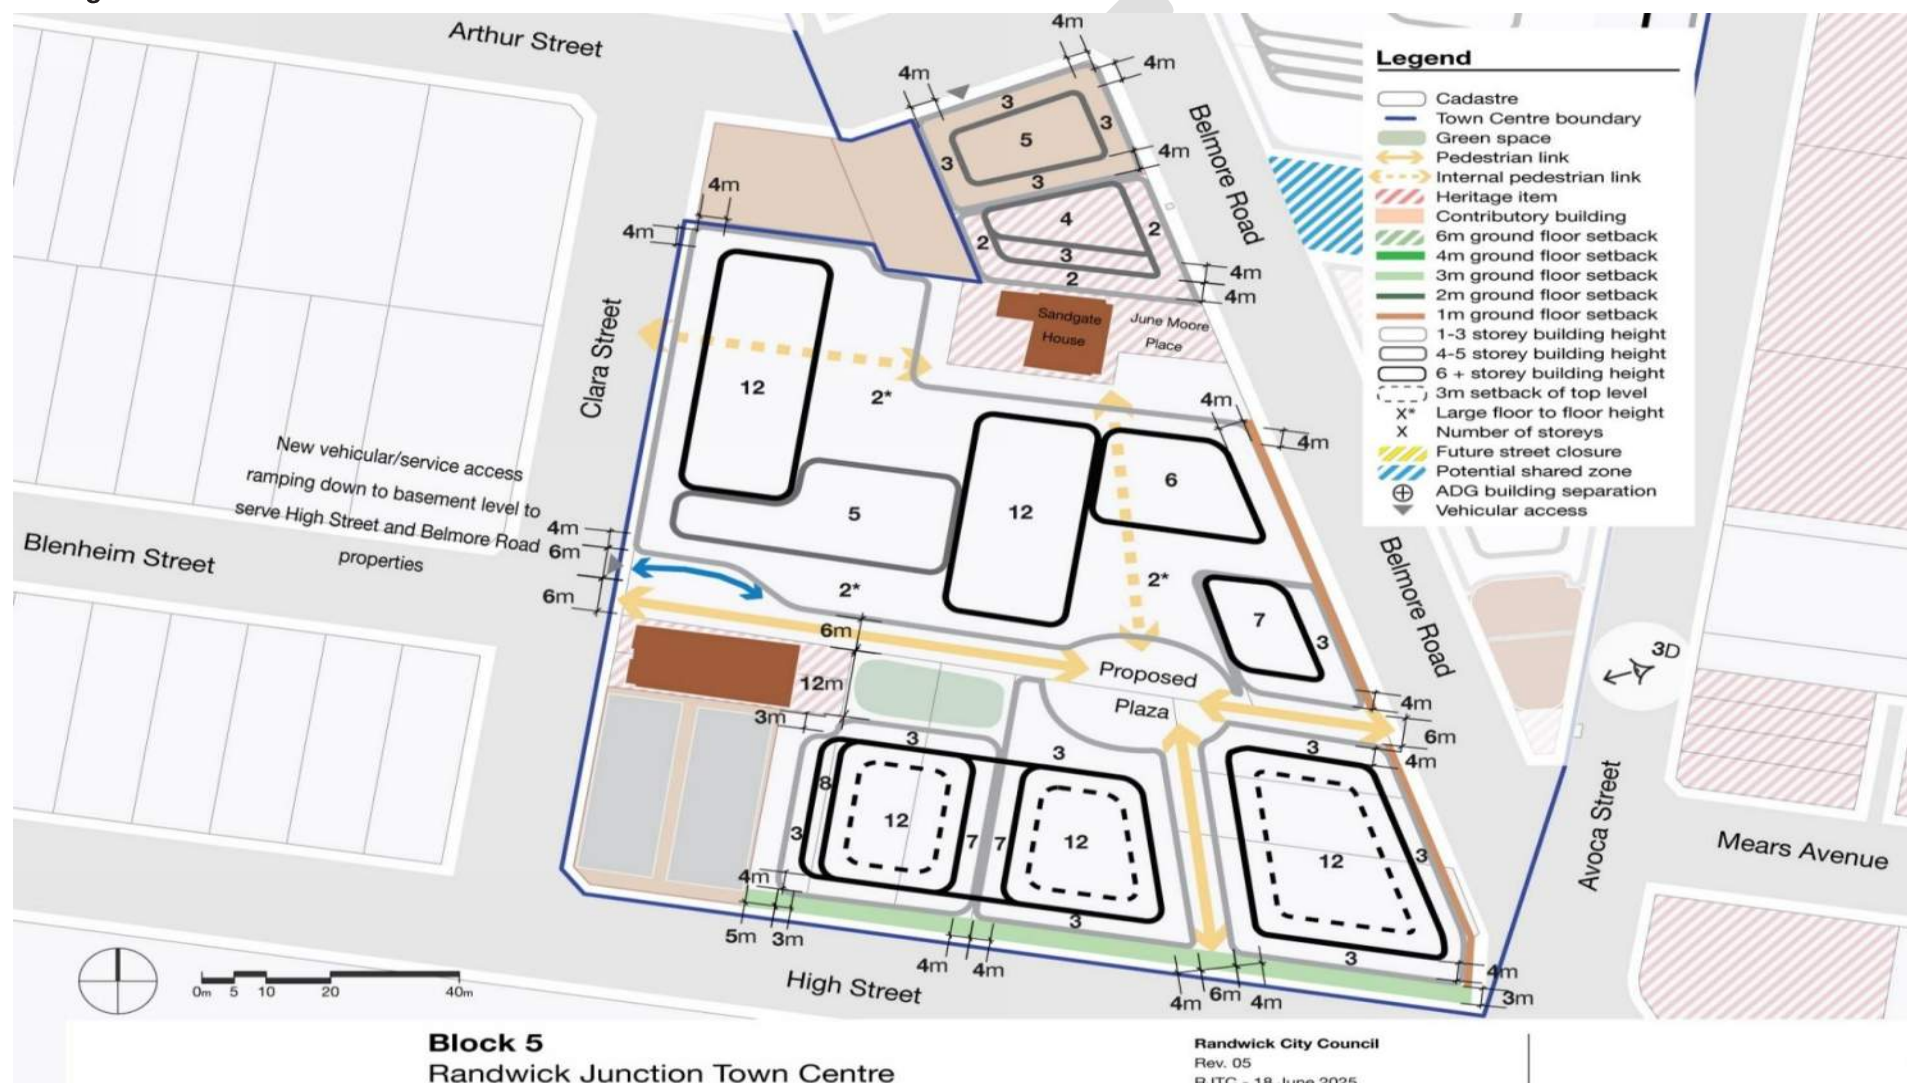 Arthur Street
4m
4m
4m
4m
Belmore Road
3
5
3
3
3
4
2
2
3
2
4m
4m
4m
4m
Sandgate
House
June Moore
Place
Clara Street
12
2*
4m
4m
New vehicular/service access
ramping down to basement level to
serve High Street and Belmore Road
properties
6
5
12
Blenheim Street
4m
6m
6m
2*
2*
7
3
Belmore Road
6m
12m
3m
Proposed
Plaza
4m
6m
4m
3D
3
3
3
8
12
7
7
12
3
12
3
Avoca Street
Mears Avenue
4m
3
3
5m
3m
4m
4m
4m
6m
4m
4m
3m
High Street
0m
5
10
20
40m
Legend
Cadastre
Town Centre boundary
Green space
Pedestrian link
Internal pedestrian link
Heritage item
Contributory building
6m ground floor setback
4m ground floor setback
3m ground floor setback
2m ground floor setback
1m ground floor setback
1-3 storey building height
4-5 storey building height
6 + storey building height
3m setback of top level
X* Large floor to floor height
X Number of storeys
Future street closure
Potential shared zone
ADG building separation
Vehicular access
Block 5
Randwick Junction Town Centre
Randwick City Council
Rev. 05
RJTC - 18 June 2025